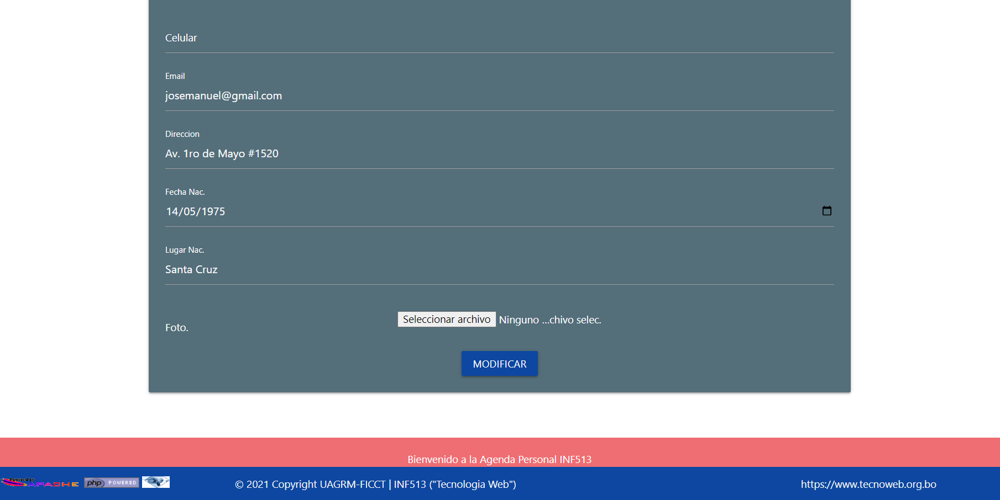 Celular
Email
josemanuel@gmail.com
Direccion
Av. 1ro de Mayo #1520
Fecha Nac.
14/05/1975
Lugar Nac.
Santa Cruz
Seleccionar archivo Ninguno ...chivo selec.
Foto.
MODIFICAR
Bienvenido a la Agenda Personal INF513
Powered by
APACHE
php POWERED
© 2021 Copyright UAGRM-FICCT | INF513 ("Tecnologia Web")
https://www.tecnoweb.org.bo